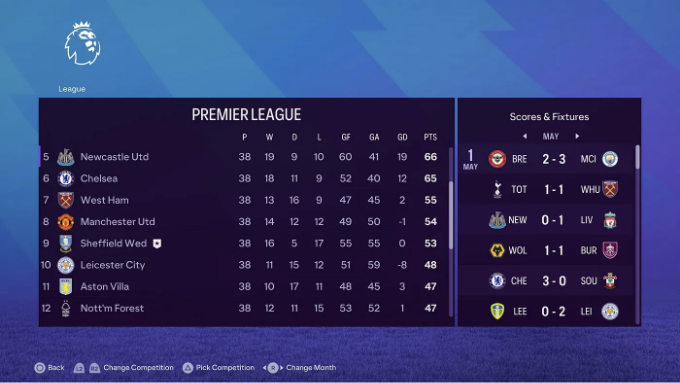 League
PREMIER LEAGUE
P W D L GF GA GD PTS
5 Newcastle Utd 38 19 9 10 60 41 19 66
6 Chelsea 38 18 11 9 52 40 12 65
7 West Ham 38 13 16 9 47 45 2 55
8 Manchester Utd 38 14 12 12 49 50 -1 54
9 Sheffield Wed 38 16 5 17 55 55 0 53
10 Leicester City 38 11 15 12 51 59 -8 48
11 Aston Villa 38 10 17 11 48 45 3 47
12 Nott'm Forest 38 12 11 15 53 52 1 47
Scores & Fixtures
MAY
1 MAY
BRE 2 - 3 MCI
TOT 1 - 1 WHU
NEW 0 - 1 LIV
WOL 1 - 1 BUR
CHE 3 - 0 SOU
LEE 0 - 2 LEI
Back L2 R2 Change Competition Pick Competition R Change Month